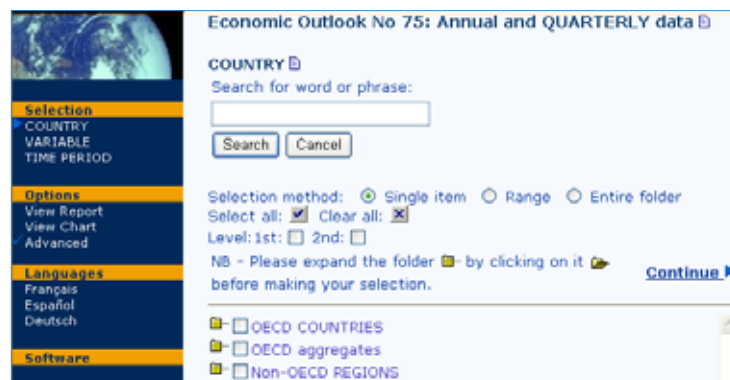 Economic Outlook No 75: Annual and QUARTERLY data
COUNTRY
Search for word or phrase:
Search Cancel
Selection
COUNTRY
VARIABLE
TIME PERIOD
Options
View Report
View Chart
Advanced
Languages
Français
Español
Deutsch
Software
Selection method: Single item Range Entire folder
Select all: Clear all:
Level: 1st: 2nd:
NB - Please expand the folder - by clicking on it
before making your selection.
Continue
OECD COUNTRIES
OECD aggregates
Non-OECD REGIONS